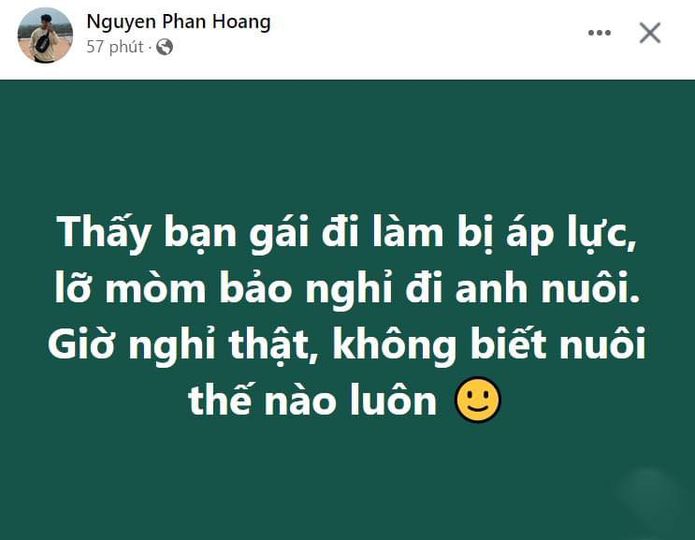 Nguyen Phan Hoang
57 phút ·
Thấy bạn gái đi làm bị áp lực,
lỡ mòm bảo nghỉ đi anh nuôi.
Giờ nghỉ thật, không biết nuôi
thế nào luôn 🙂